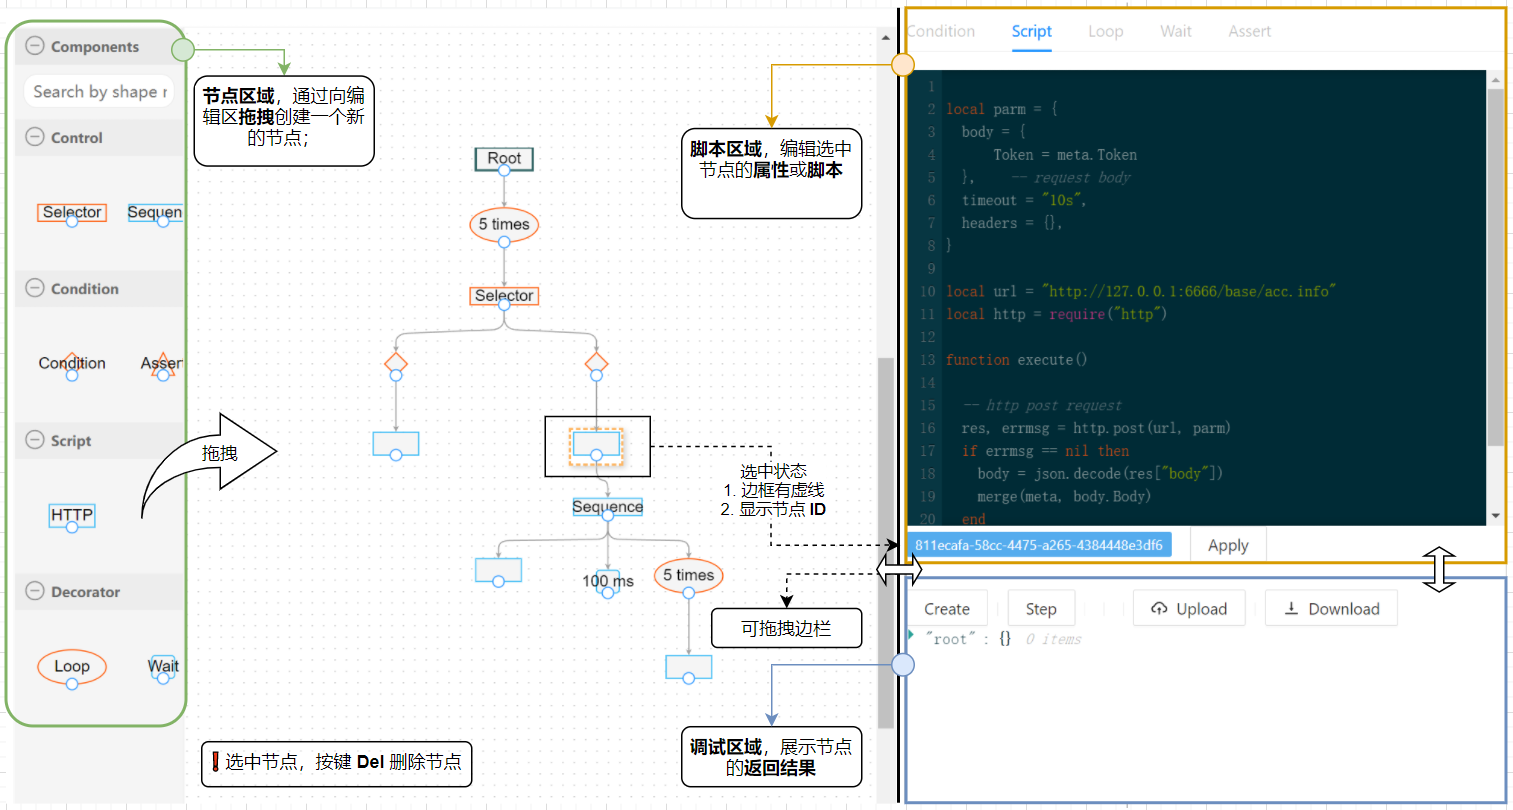 Components
Search by shape r
Control
Selector
Sequen
Condition
Condition
Asser
Script
HTTP
Decorator
Loop
Wait
节点区域，通过向编
辑区拖拽创建一个新
的节点；
拖拽
Root
5 times
Selector
Sequence
100 ms
5 times
❗选中节点，按键 Del 删除节点
脚本区域，编辑选中
节点的属性或脚本
选中状态
1. 边框有虚线
2. 显示节点 ID
可拖拽边栏
调试区域，展示节点
的返回结果
Condition
Script
Loop
Wait
Assert
1
2 local parm = {
3 body = {
4 Token = meta.Token
5 }, -- request body
6 timeout = "10s",
7 headers = {},
8 }
9
10 local url = "http://127.0.0.1:6666/base/acc.info"
11 local http = require("http")
12
13 function execute()
14
15 -- http post request
16 res, errmsg = http.post(url, parm)
17 if errmsg == nil then
18 body = json.decode(res["body"])
19 merge(meta, body.Body)
20 end
811ecafa-58cc-4475-a265-4384448e3df6
Apply
Create
Step
Upload
Download
"root" : {} 0 items